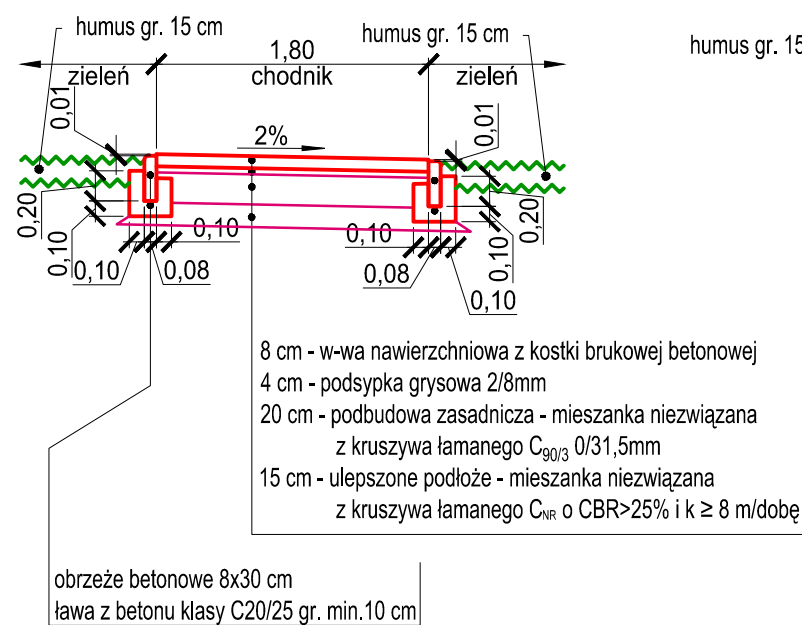 humus gr. 15 cm
1,80
humus gr. 15 cm
humus gr. 15
zieleń
chodnik
zieleń
0,01
2%
0,01
0,20
0,10
0,10
0,10
0,08
0,10
0,08
0,10
0,10
0,20
8 cm - w-wa nawierzchniowa z kostki brukowej betonowej
4 cm - podsypka grysowa 2/8mm
20 cm - podbudowa zasadnicza - mieszanka niezwiązana
z kruszywa łamanego C90/3 0/31,5mm
15 cm - ulepszone podłoże - mieszanka niezwiązana
z kruszywa łamanego CNR o CBR>25% i k ≥ 8 m/dobę
obrzeże betonowe 8x30 cm
ława z betonu klasy C20/25 gr. min.10 cm